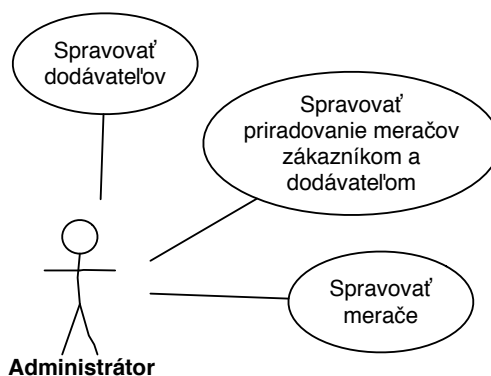 Spravovať
dodávateľov
Spravovať
priradovanie meračov
zákazníkom a
dodávateľom
Spravovať
merače
Administrátor